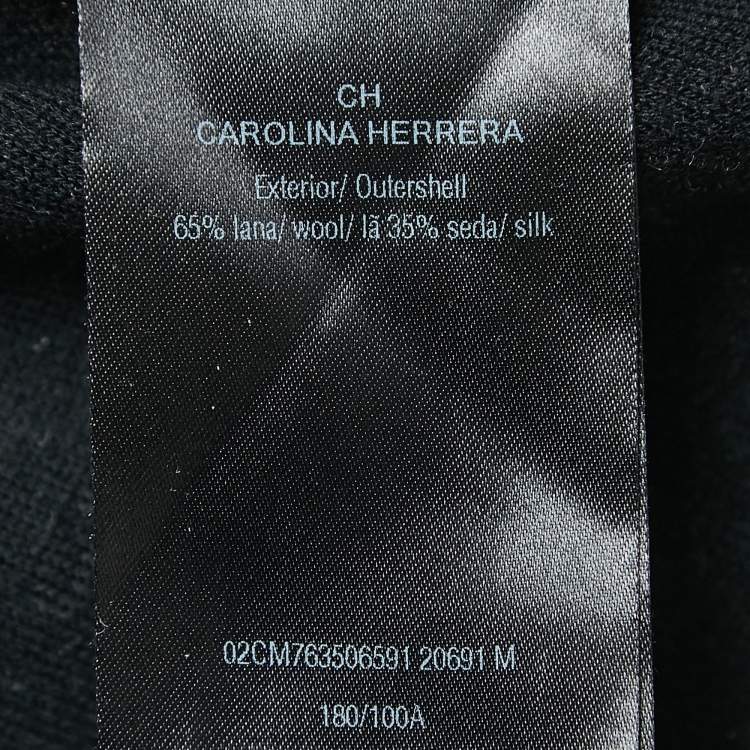 CH
CAROLINA HERRERA
Exterior/ Outershell
65% lana/ wool/ lã 35% seda/ silk
02CM763506591 20691 M
180/100A